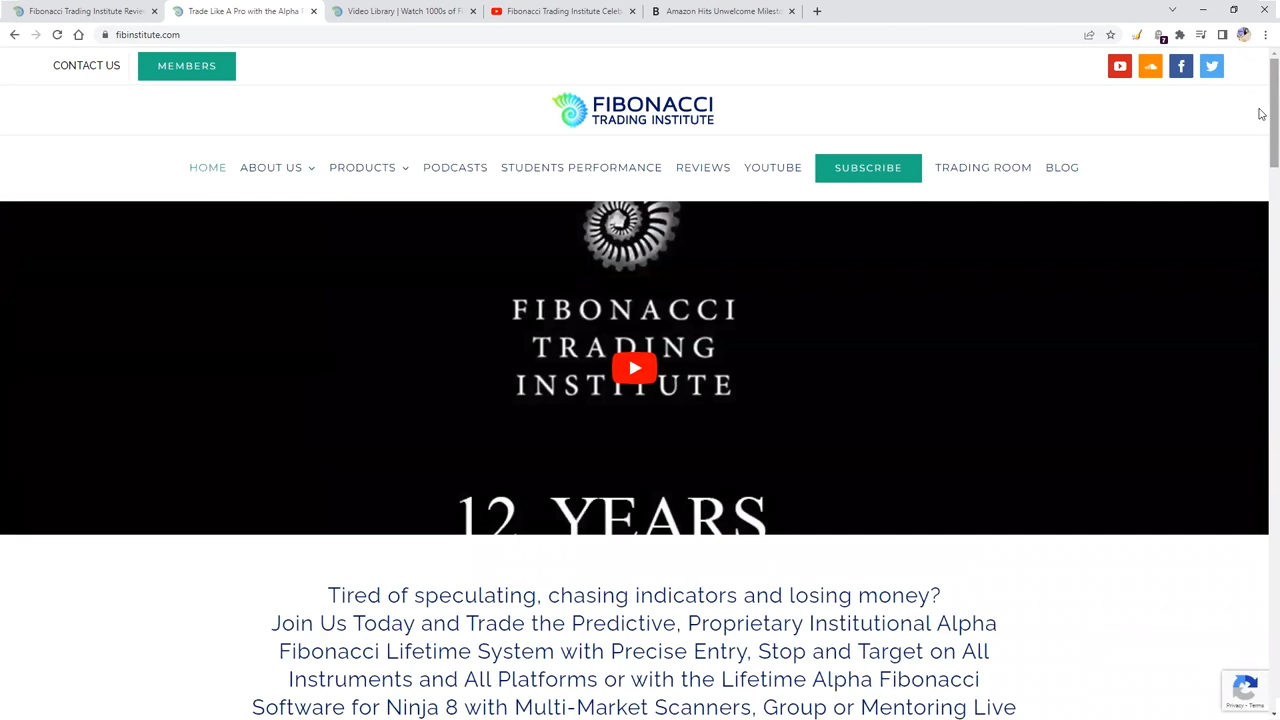 Fibonacci Trading Institute Revie
Trade Like A Pro with the Alpha F
Video Library | Watch 1000s of Fi
Fibonacci Trading Institute Celeb
Amazon Hits Unwelcome Milest
fibinstitute.com
7
CONTACT US
MEMBERS
FIBONACCI
TRADING INSTITUTE
HOME
ABOUT US
PRODUCTS
PODCASTS
STUDENTS PERFORMANCE
REVIEWS
YOUTUBE
SUBSCRIBE
TRADING ROOM
BLOG
FIBONACCI
TRADING
INSTITUTE
12 YEARS
Tired of speculating, chasing indicators and losing money?
Join Us Today and Trade the Predictive, Proprietary Institutional Alpha
Fibonacci Lifetime System with Precise Entry, Stop and Target on All
Instruments and All Platforms or with the Lifetime Alpha Fibonacci
Software for Ninja 8 with Multi-Market Scanners, Group or Mentoring Live
Privacy - Terms